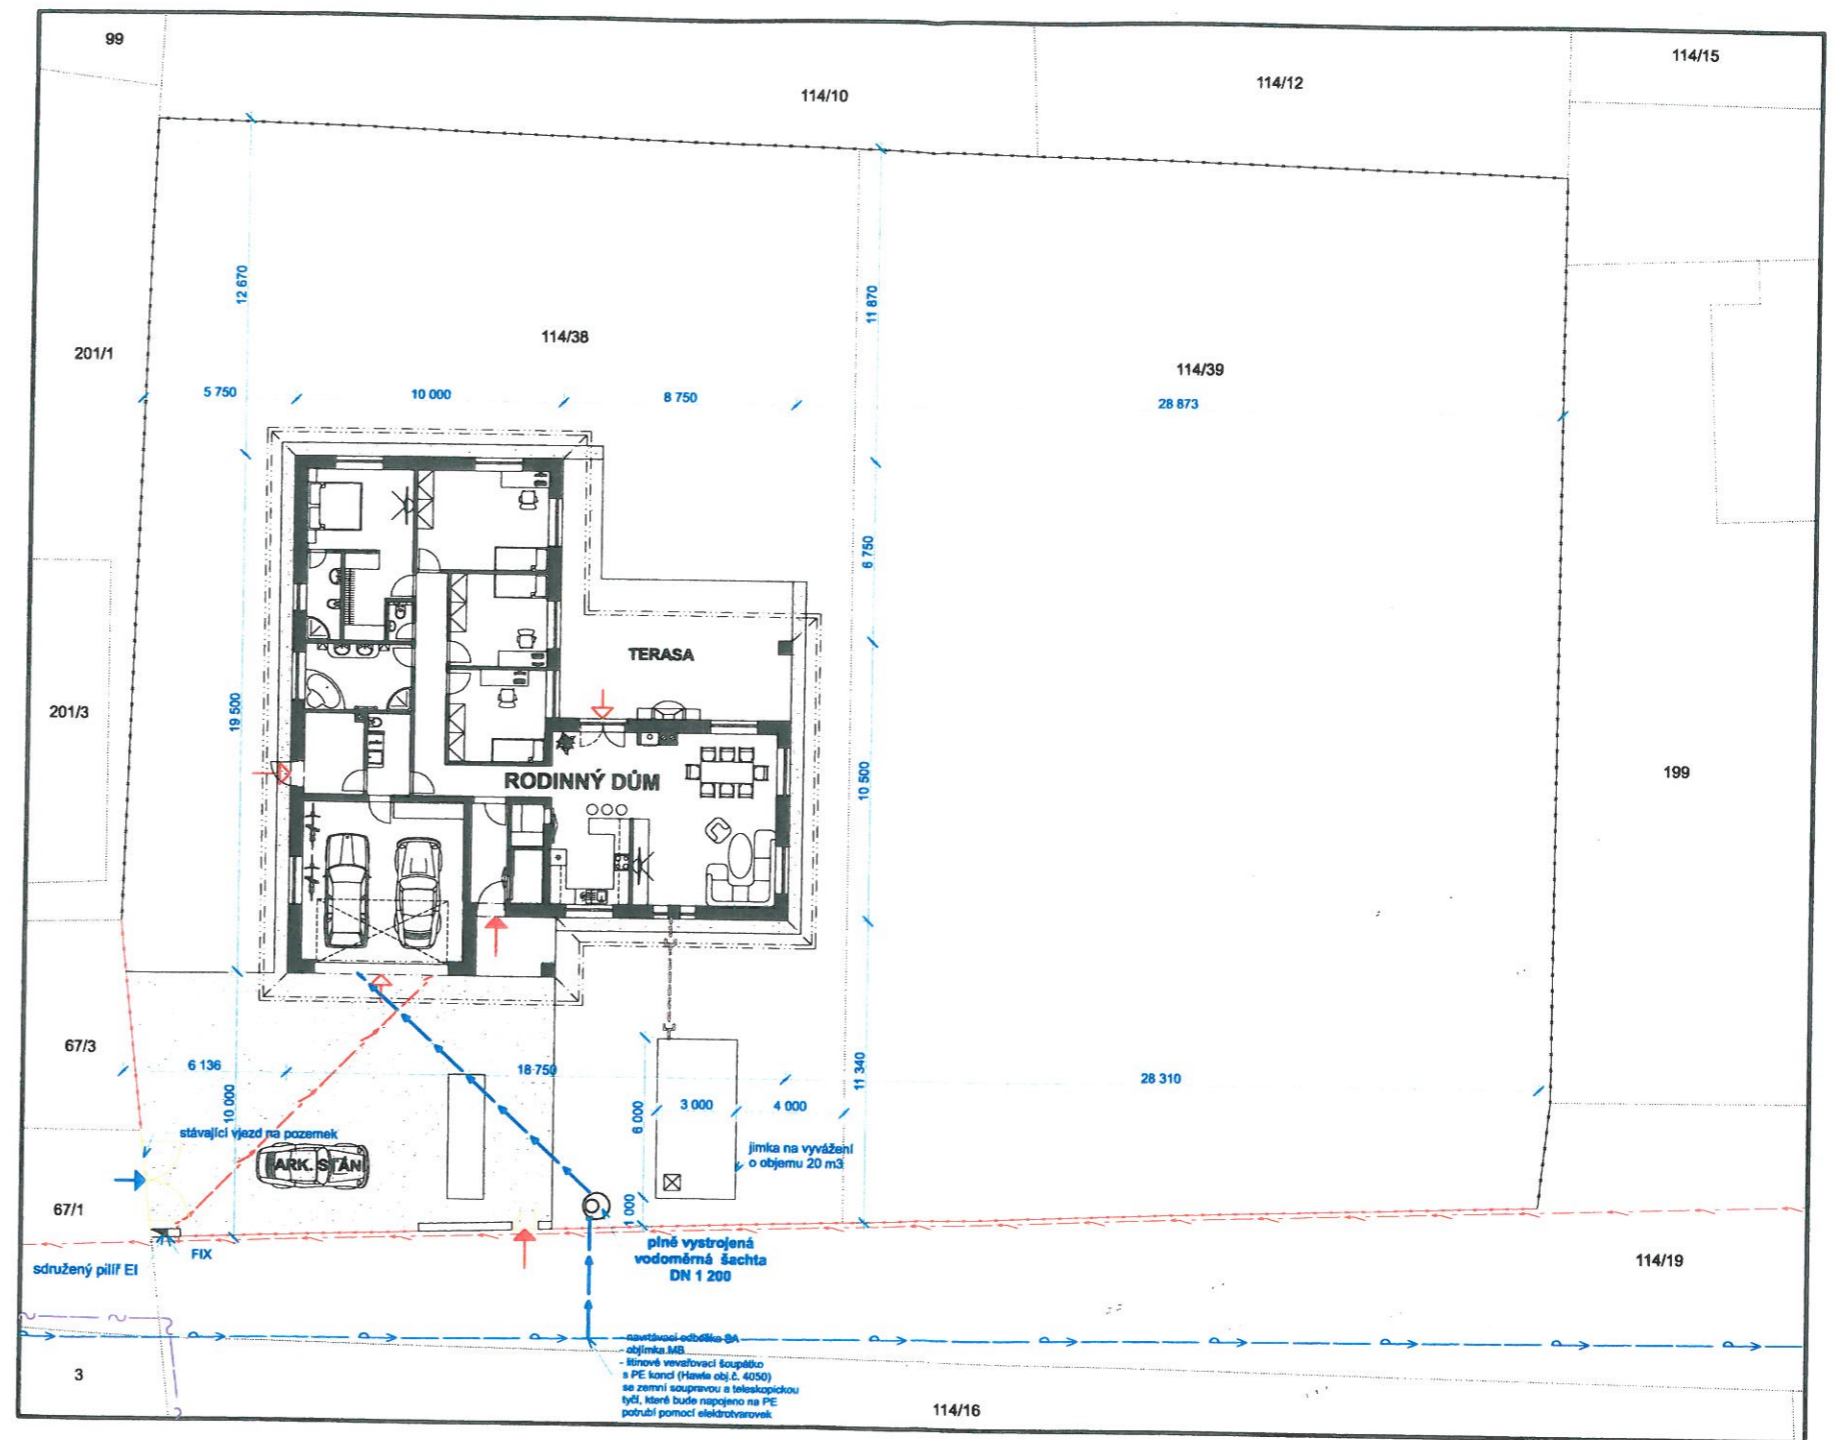 99
114/15
114/12
114/10
12 670
11 870
114/38
201/1
114/39
5 750
10 000
8 750
28 873
6 750
TERASA
201/3
19 500
10 500
RODINNÝ DŮM
199
67/3
6 136
18 750
11 340
28 310
10 000
6 000
3 000
4 000
stávající vjezd na pozemek
PARK. STÁNÍ
jímka na vyvážení
o objemu 20 m3
67/1
1 000
FIX
plně vystrojená
vodoměrná šachta
DN 1 200
sdružený pilíř El
114/19
- navrtávací odbočka BA
- objímka MB
- litinové vevařovací šoupátko
s PE konci (Hawle obj.č. 4050)
se zemní soupravou a teleskopickou
tyčí, které bude napojeno na PE
potrubí pomocí elektrotvarovek
3
114/16